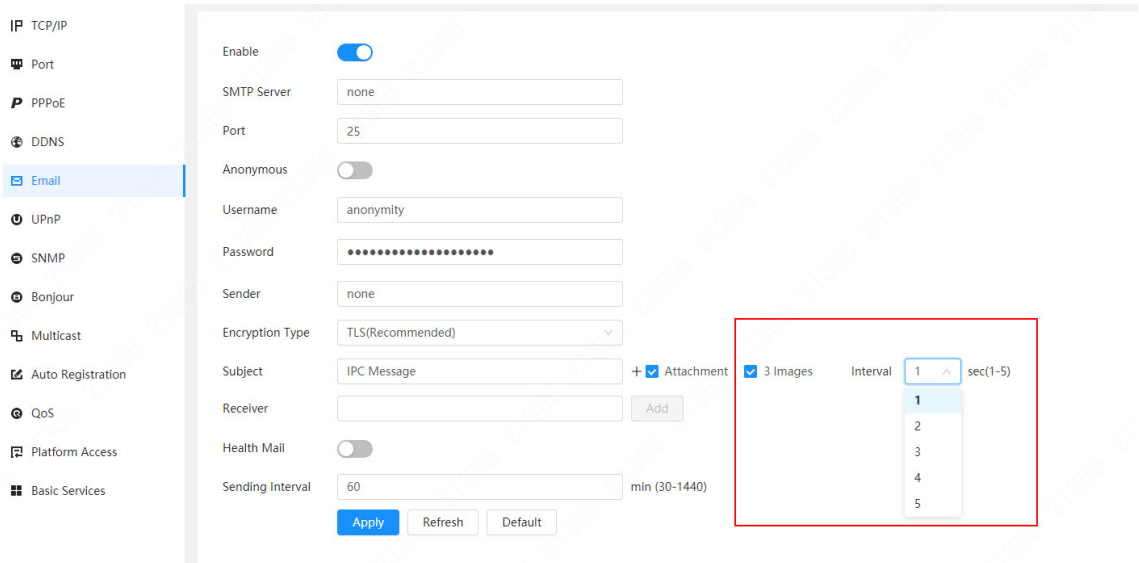 TCP/IP
Port
PPPoE
DDNS
Email
UPnP
SNMP
Bonjour
Multicast
Auto Registration
QoS
Platform Access
Basic Services
Enable
SMTP Server none
Port 25
Anonymous
Username anonymity
Password ●●●●●●●●●●●●●●●●●●●●
Sender none
Encryption Type TLS(Recommended)
Subject IPC Message + Attachment 3 Images Interval 1 sec(1-5)
1
2
3
4
5
Receiver Add
Health Mail
Sending Interval 60 min (30-1440)
Apply Refresh Default
21366